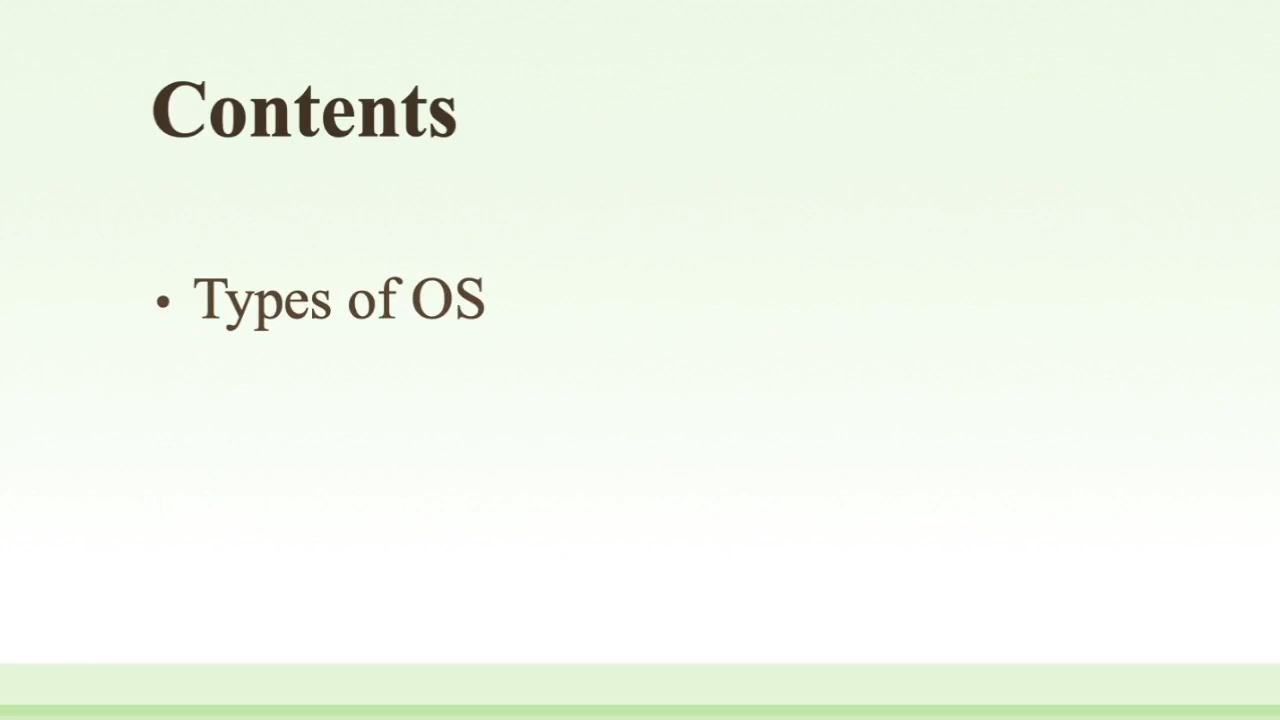 Contents
• Types of OS